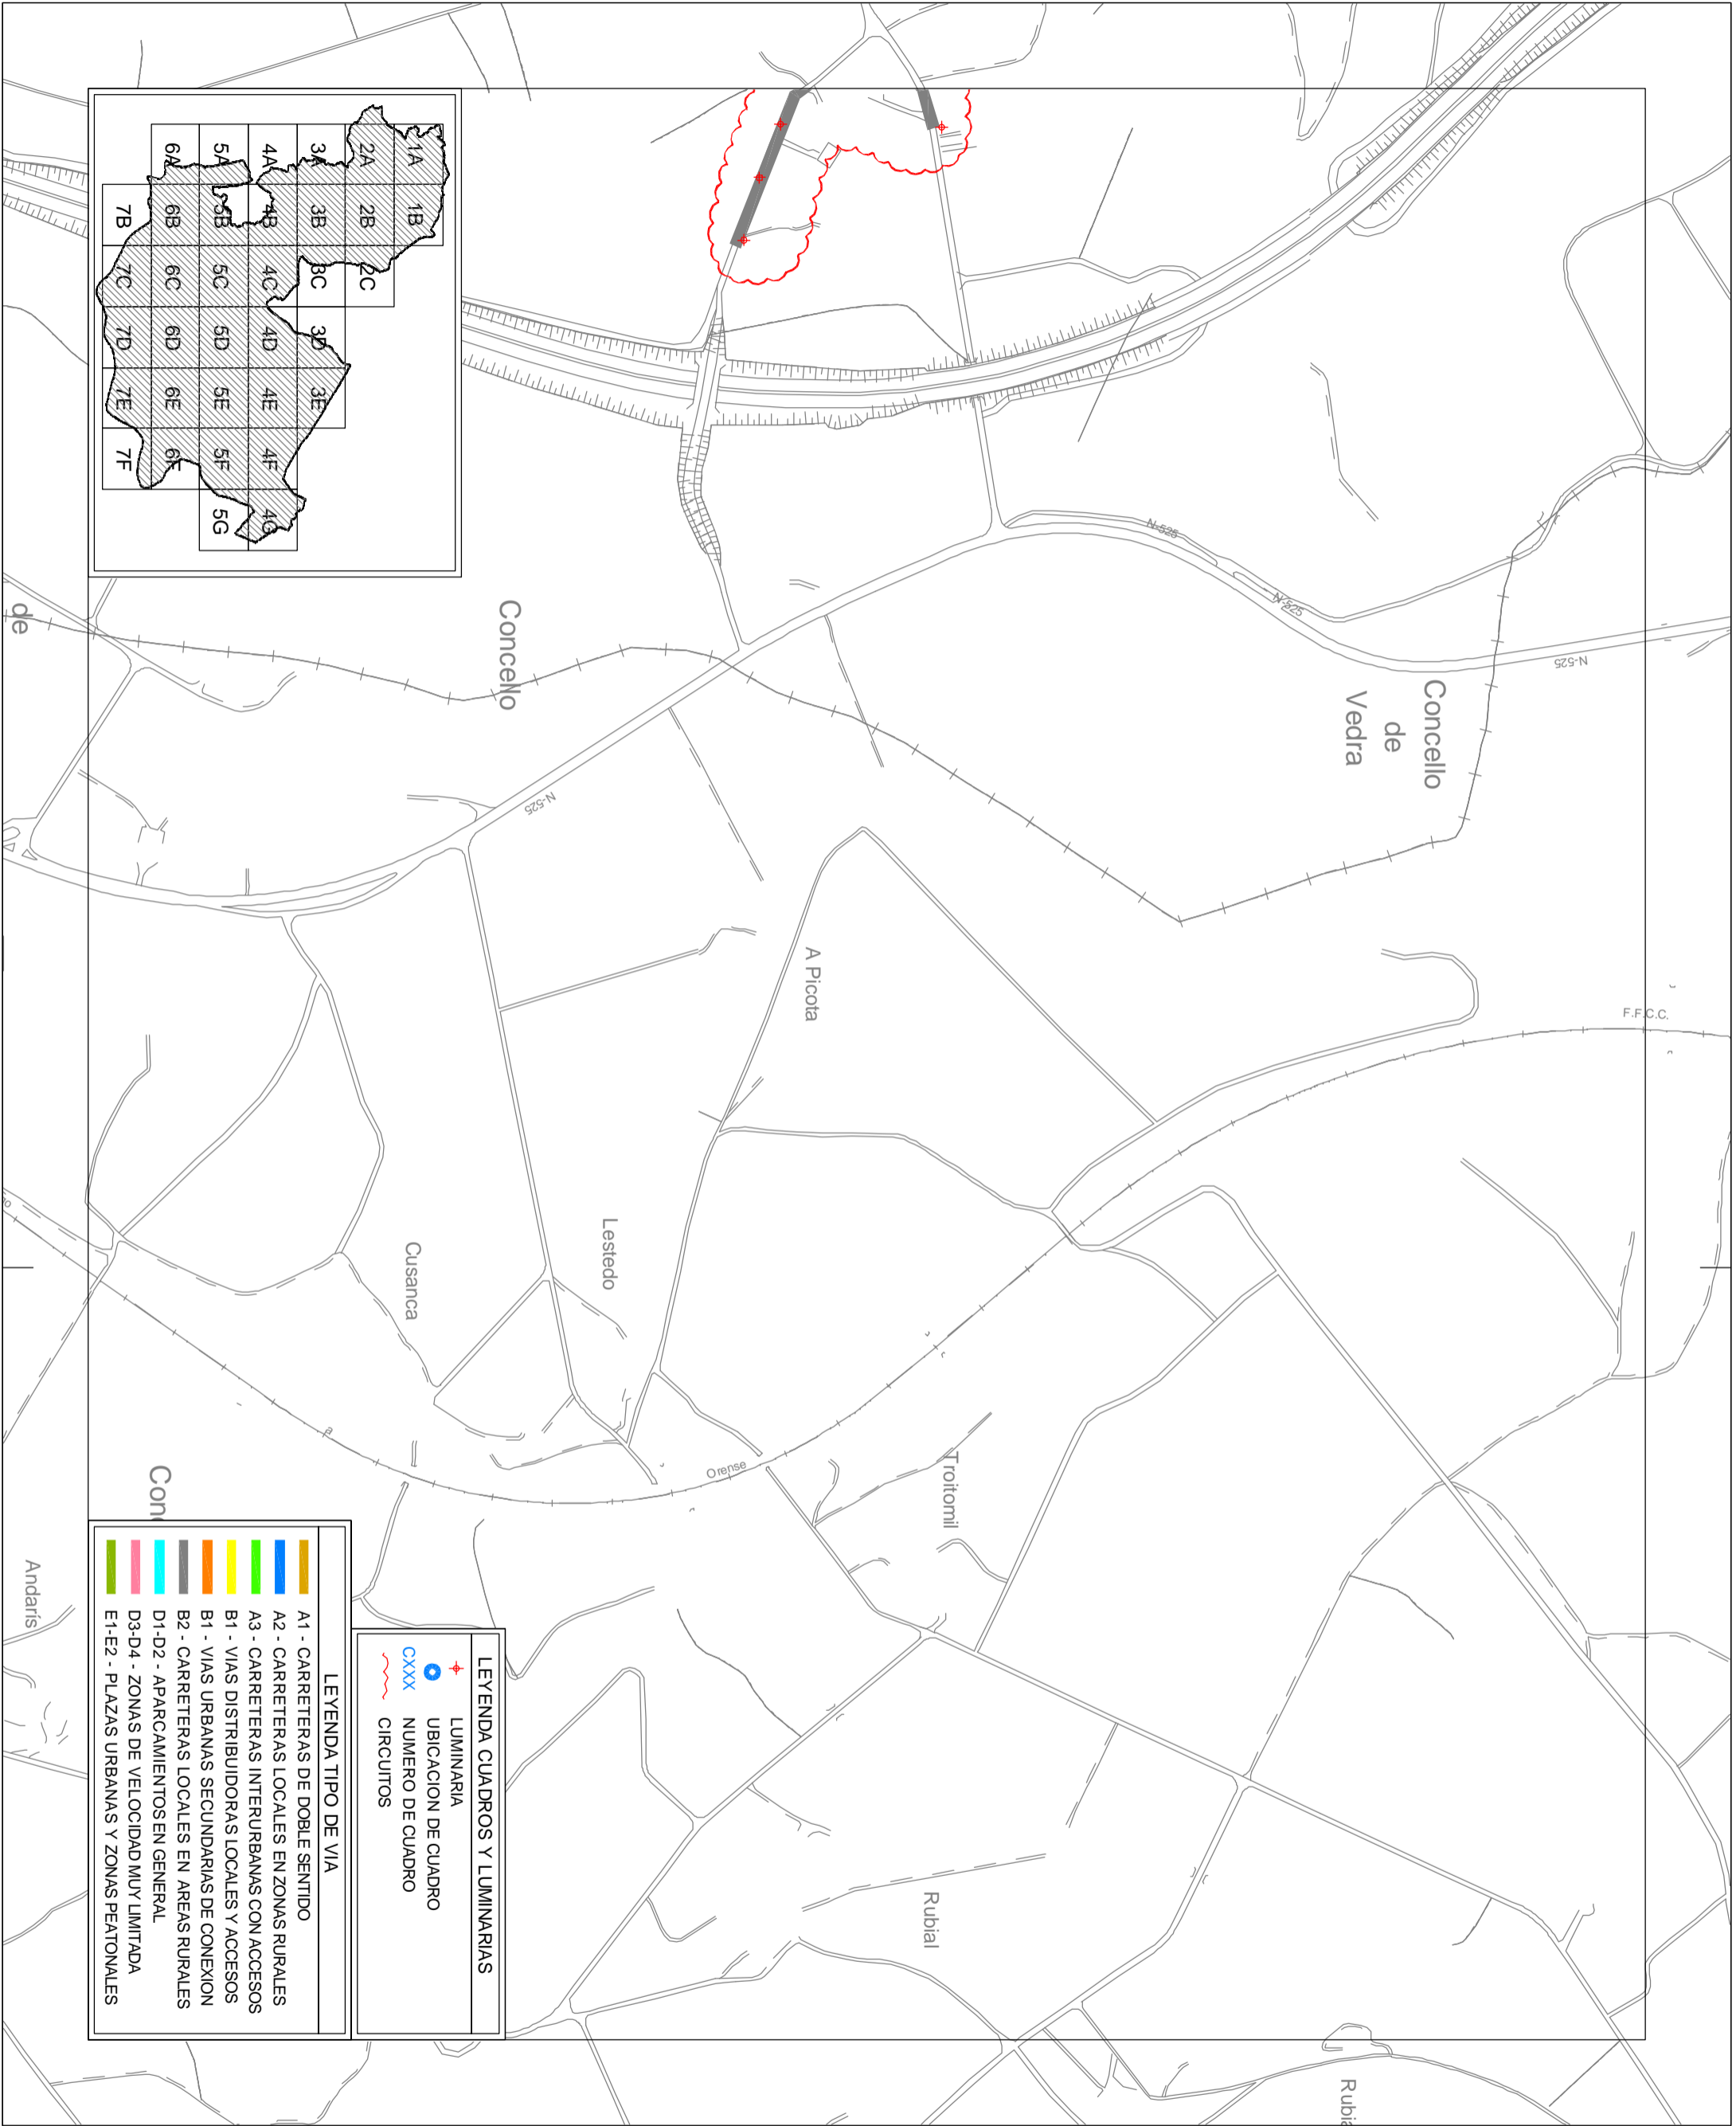 1A
2A
3A
4A
5A
6A
1B
2B
3B
4B
5B
6B
7B
2C
3C
4C
5C
6C
7C
3D
4D
5D
6D
7D
3E
4E
5E
6E
7E
4F
5F
6F
7F
4G
5G
N-525
N-525
N-525
N-525
Concello
de
Vedra
Concello
de
A Picota
F.F.C.C.
Lestedo
Cusanca
Orense
Troitomil
Rubial
Andarís
LEYENDA CUADROS Y LUMINARIAS
LUMINARIA
UBICACION DE CUADRO
CXXX NUMERO DE CUADRO
CIRCUITOS
LEYENDA TIPO DE VIA
A1 - CARRETERAS DE DOBLE SENTIDO
A2 - CARRETERAS LOCALES EN ZONAS RURALES
A3 - CARRETERAS INTERURBANAS CON ACCESOS
B1 - VIAS DISTRIBUIDORAS LOCALES Y ACCESOS
B1 - VIAS URBANAS SECUNDARIAS DE CONEXION
B2 - CARRETERAS LOCALES EN AREAS RURALES
D1-D2 - APARCAMIENTOS EN GENERAL
D3-D4 - ZONAS DE VELOCIDAD MUY LIMITADA
E1-E2 - PLAZAS URBANAS Y ZONAS PEATONALES